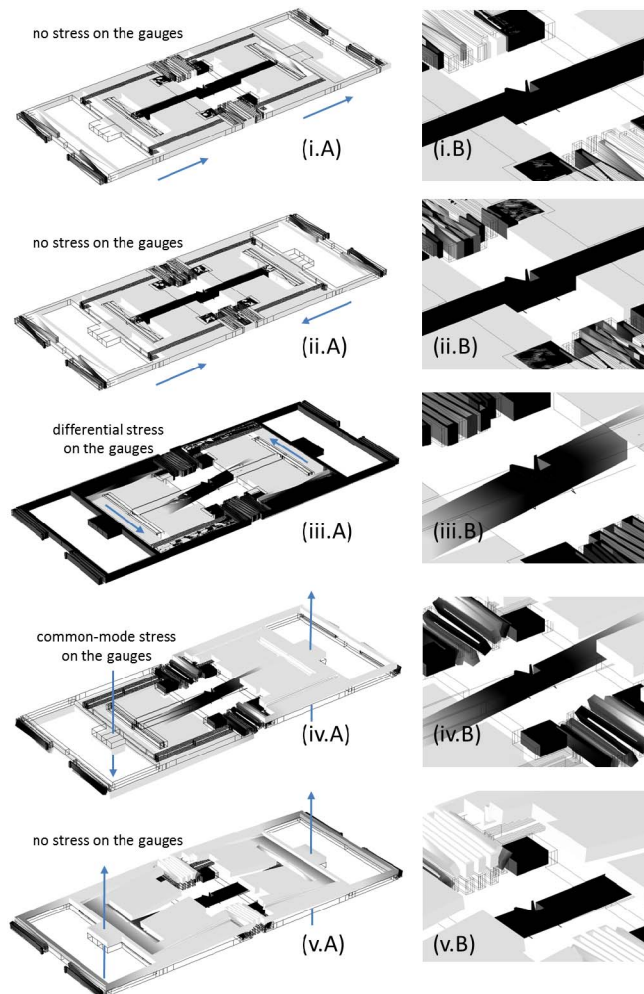 no stress on the gauges
(i.A)
(i.B)
no stress on the gauges
(ii.A)
(ii.B)
differential stress
on the gauges
(iii.A)
(iii.B)
common-mode stress
on the gauges
(iv.A)
(iv.B)
no stress on the gauges
(v.A)
(v.B)